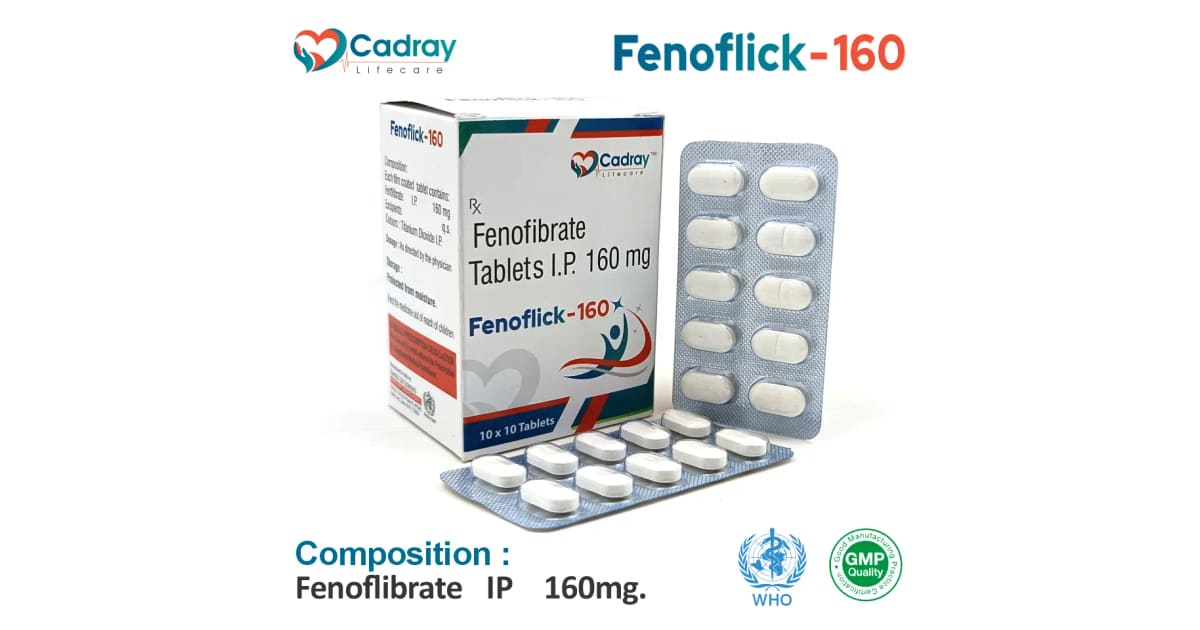 Cadray
Lifecare
Fenoflick-160
Fenoflick-160
Fenoflick-160
Composition:
Each film coated tablet contains:
I.P. 160 mg
Excipients q.s.
Colours : Titanium Dioxide I.P.
Dosage : As directed by the physician
Storage :
Protected from moisture.
Keep the medicine out of reach of children
Cadray™
Lifecare
Rx
Fenofibrate
Tablets I.P. 160 mg
Fenoflick-160
10 x 10 Tablets
Composition :
Fenoflibrate IP 160mg.
WHO
Good Manufacturing
GMP
Quality
Practice Certification